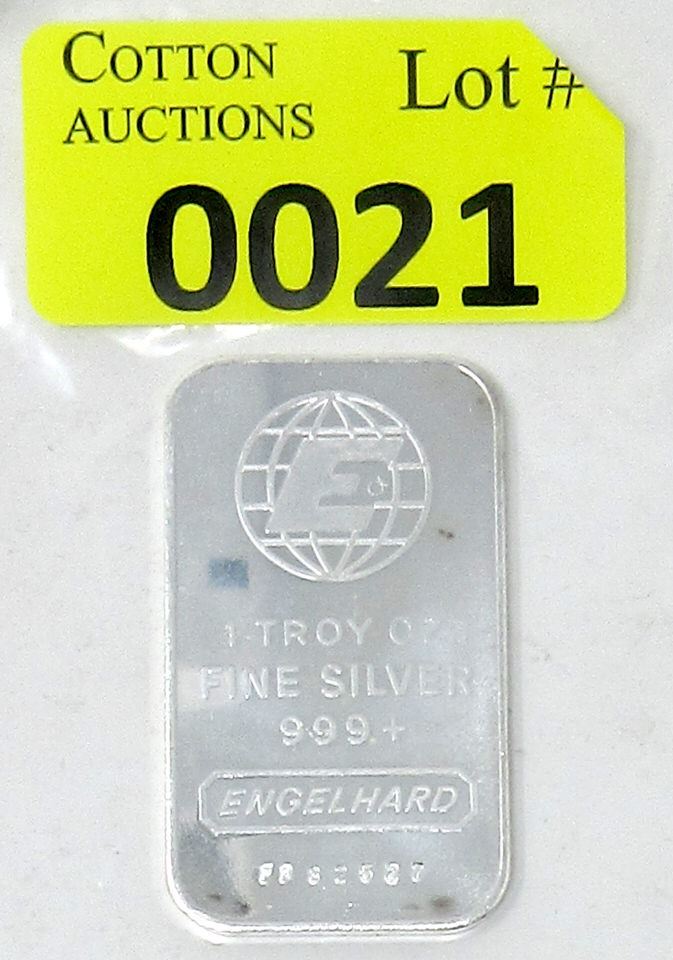 COTTON
AUCTIONS
Lot #
0021
E
1 TROY OZ
FINE SILVER
999+
ENGELHARD